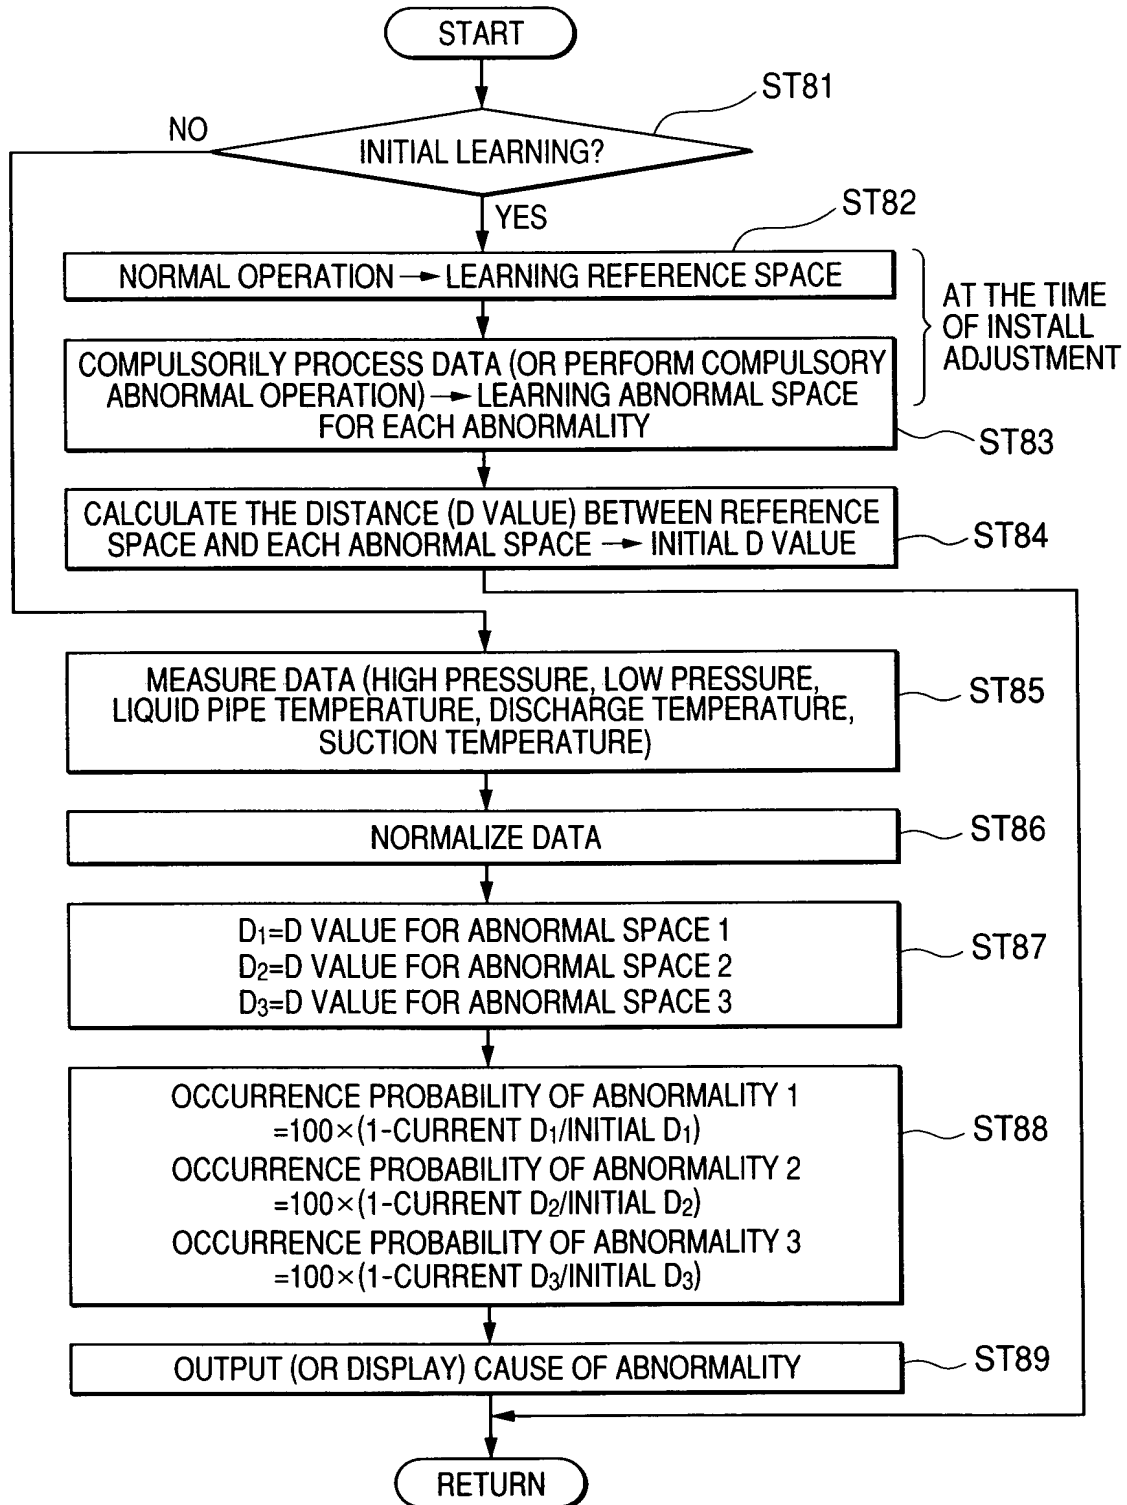 START
ST81
NO
INITIAL LEARNING?
YES
ST82
NORMAL OPERATION → LEARNING REFERENCE SPACE
AT THE TIME
OF INSTALL
ADJUSTMENT
COMPULSORILY PROCESS DATA (OR PERFORM COMPULSORY
ABNORMAL OPERATION) → LEARNING ABNORMAL SPACE
FOR EACH ABNORMALITY
ST83
CALCULATE THE DISTANCE (D VALUE) BETWEEN REFERENCE
SPACE AND EACH ABNORMAL SPACE → INITIAL D VALUE
ST84
MEASURE DATA (HIGH PRESSURE, LOW PRESSURE,
LIQUID PIPE TEMPERATURE, DISCHARGE TEMPERATURE,
SUCTION TEMPERATURE)
ST85
NORMALIZE DATA
ST86
D1=D VALUE FOR ABNORMAL SPACE 1
D2=D VALUE FOR ABNORMAL SPACE 2
D3=D VALUE FOR ABNORMAL SPACE 3
ST87
OCCURRENCE PROBABILITY OF ABNORMALITY 1
=100×(1-CURRENT D1/INITIAL D1)
OCCURRENCE PROBABILITY OF ABNORMALITY 2
=100×(1-CURRENT D2/INITIAL D2)
OCCURRENCE PROBABILITY OF ABNORMALITY 3
=100×(1-CURRENT D3/INITIAL D3)
ST88
OUTPUT (OR DISPLAY) CAUSE OF ABNORMALITY
ST89
RETURN